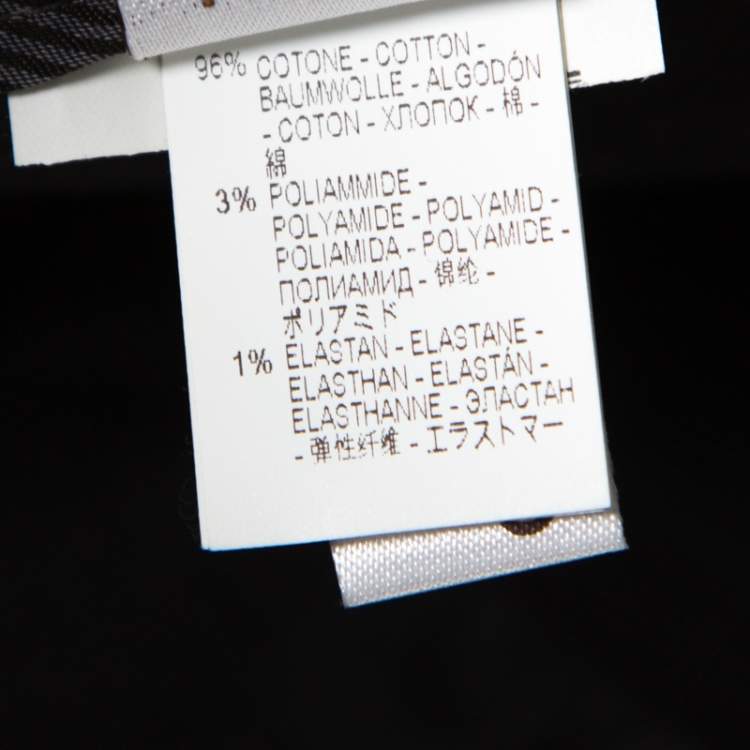 96% COTONE - COTTON -
BAUMWOLLE - ALGODÓN
- COTON - ХЛОПОК - 棉 -
綿
3% POLIAMMIDE -
POLYAMIDE - POLYAMID -
POLIAMIDA - POLYAMIDE -
ПОЛИАМИД - 锦纶 -
ポリアミド
1% ELASTAN - ELASTANE -
ELASTHAN - ELASTÁN -
ELASTHANNE - ЭЛАСТАН
- 弹性纤维 - エラストマー